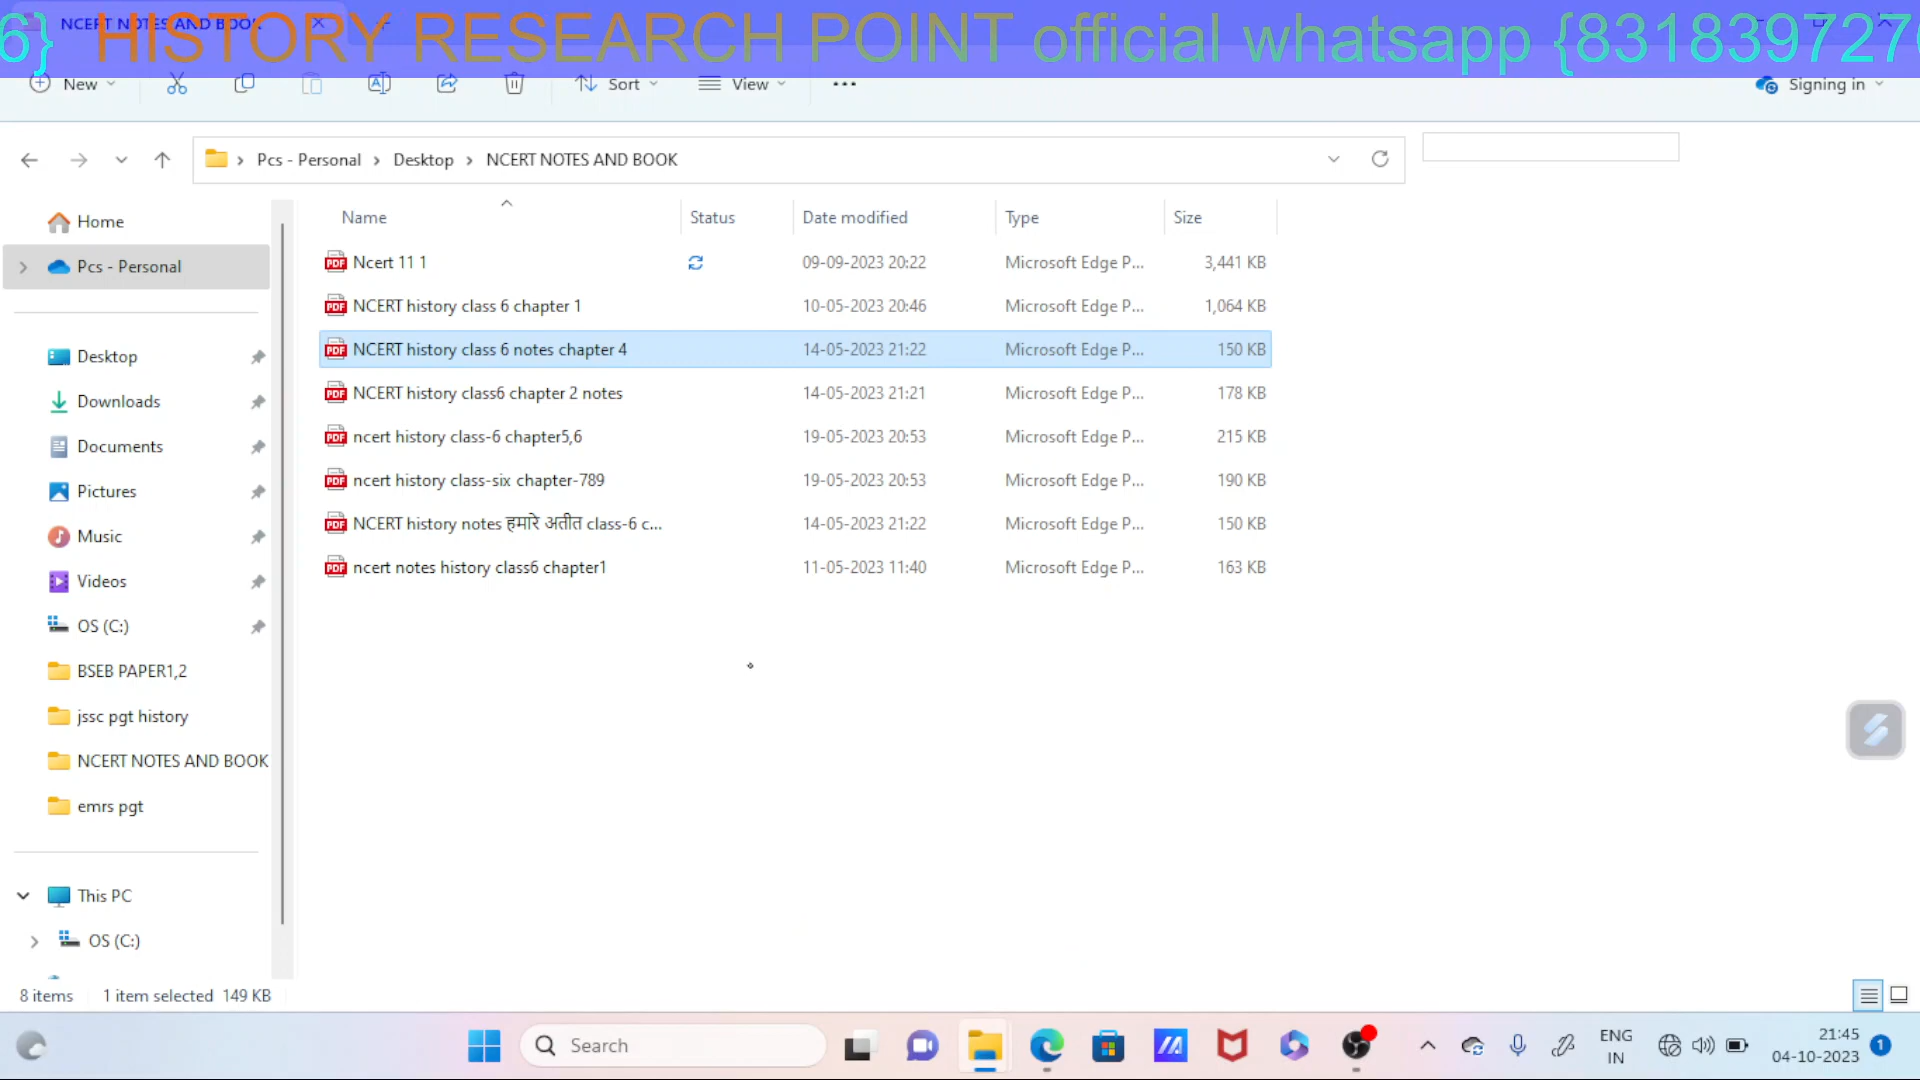 NCERT NOTES AND BOOK
6} HISTORY RESEARCH POINT official whatsapp {8318397276
New
Sort
View
Signing in
Pcs - Personal > Desktop > NCERT NOTES AND BOOK
Name Status Date modified Type Size
Home
Pcs - Personal
Desktop
Downloads
Documents
Pictures
Music
Videos
OS (C:)
BSEB PAPER1,2
jssc pgt history
NCERT NOTES AND BOOK
emrs pgt
This PC
OS (C:)
Ncert 11 1 09-09-2023 20:22 Microsoft Edge P... 3,441 KB
NCERT history class 6 chapter 1 10-05-2023 20:46 Microsoft Edge P... 1,064 KB
NCERT history class 6 notes chapter 4 14-05-2023 21:22 Microsoft Edge P... 150 KB
NCERT history class6 chapter 2 notes 14-05-2023 21:21 Microsoft Edge P... 178 KB
ncert history class-6 chapter5,6 19-05-2023 20:53 Microsoft Edge P... 215 KB
ncert history class-six chapter-789 19-05-2023 20:53 Microsoft Edge P... 190 KB
NCERT history notes हमारे अतीत class-6 c... 14-05-2023 21:22 Microsoft Edge P... 150 KB
ncert notes history class6 chapter1 11-05-2023 11:40 Microsoft Edge P... 163 KB
8 items 1 item selected 149 KB
Search
ENG
IN
21:45
04-10-2023
1